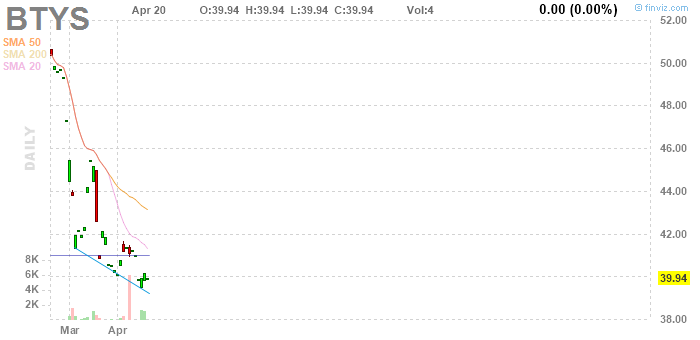 BTYS Apr 20 O:39.94 H:39.94 L:39.94 C:39.94 Vol:4 0.00 (0.00%) © finviz.com
SMA 50
SMA 200
SMA 20
DAILY
52.00
50.00
48.00
46.00
44.00
42.00
39.94
38.00
8K
6K
4K
2K
Mar Apr